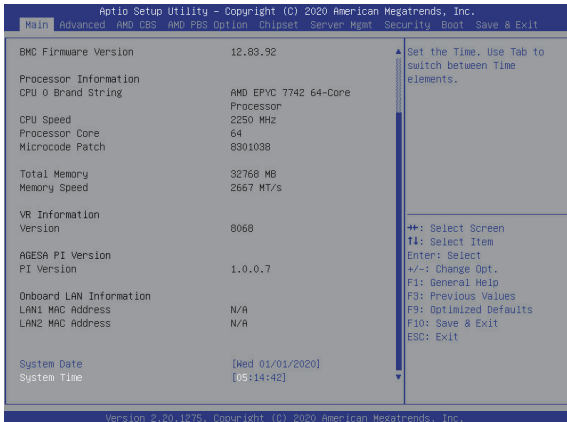 Aptio Setup Utility – Copyright (C) 2020 American Megatrends, Inc.
Main Advanced AMD CBS AMD PBS Option Chipset Server Mgmt Security Boot Save & Exit
BMC Firmware Version 12.83.92
Processor Information
CPU 0 Brand String AMD EPYC 7742 64-Core
Processor
CPU Speed 2250 MHz
Processor Core 64
Microcode Patch 8301038
Total Memory 32768 MB
Memory Speed 2667 MT/s
VR Information
Version 8068
AGESA PI Version
PI Version 1.0.0.7
Onboard LAN Information
LAN1 MAC Address N/A
LAN2 MAC Address N/A
System Date [Wed 01/01/2020]
System Time [05:14:42]
Set the Time. Use Tab to
switch between Time
elements.
→←: Select Screen
↑↓: Select Item
Enter: Select
+/-: Change Opt.
F1: General Help
F3: Previous Values
F9: Optimized Defaults
F10: Save & Exit
ESC: Exit
Version 2.20.1275. Copyright (C) 2020 American Megatrends, Inc.